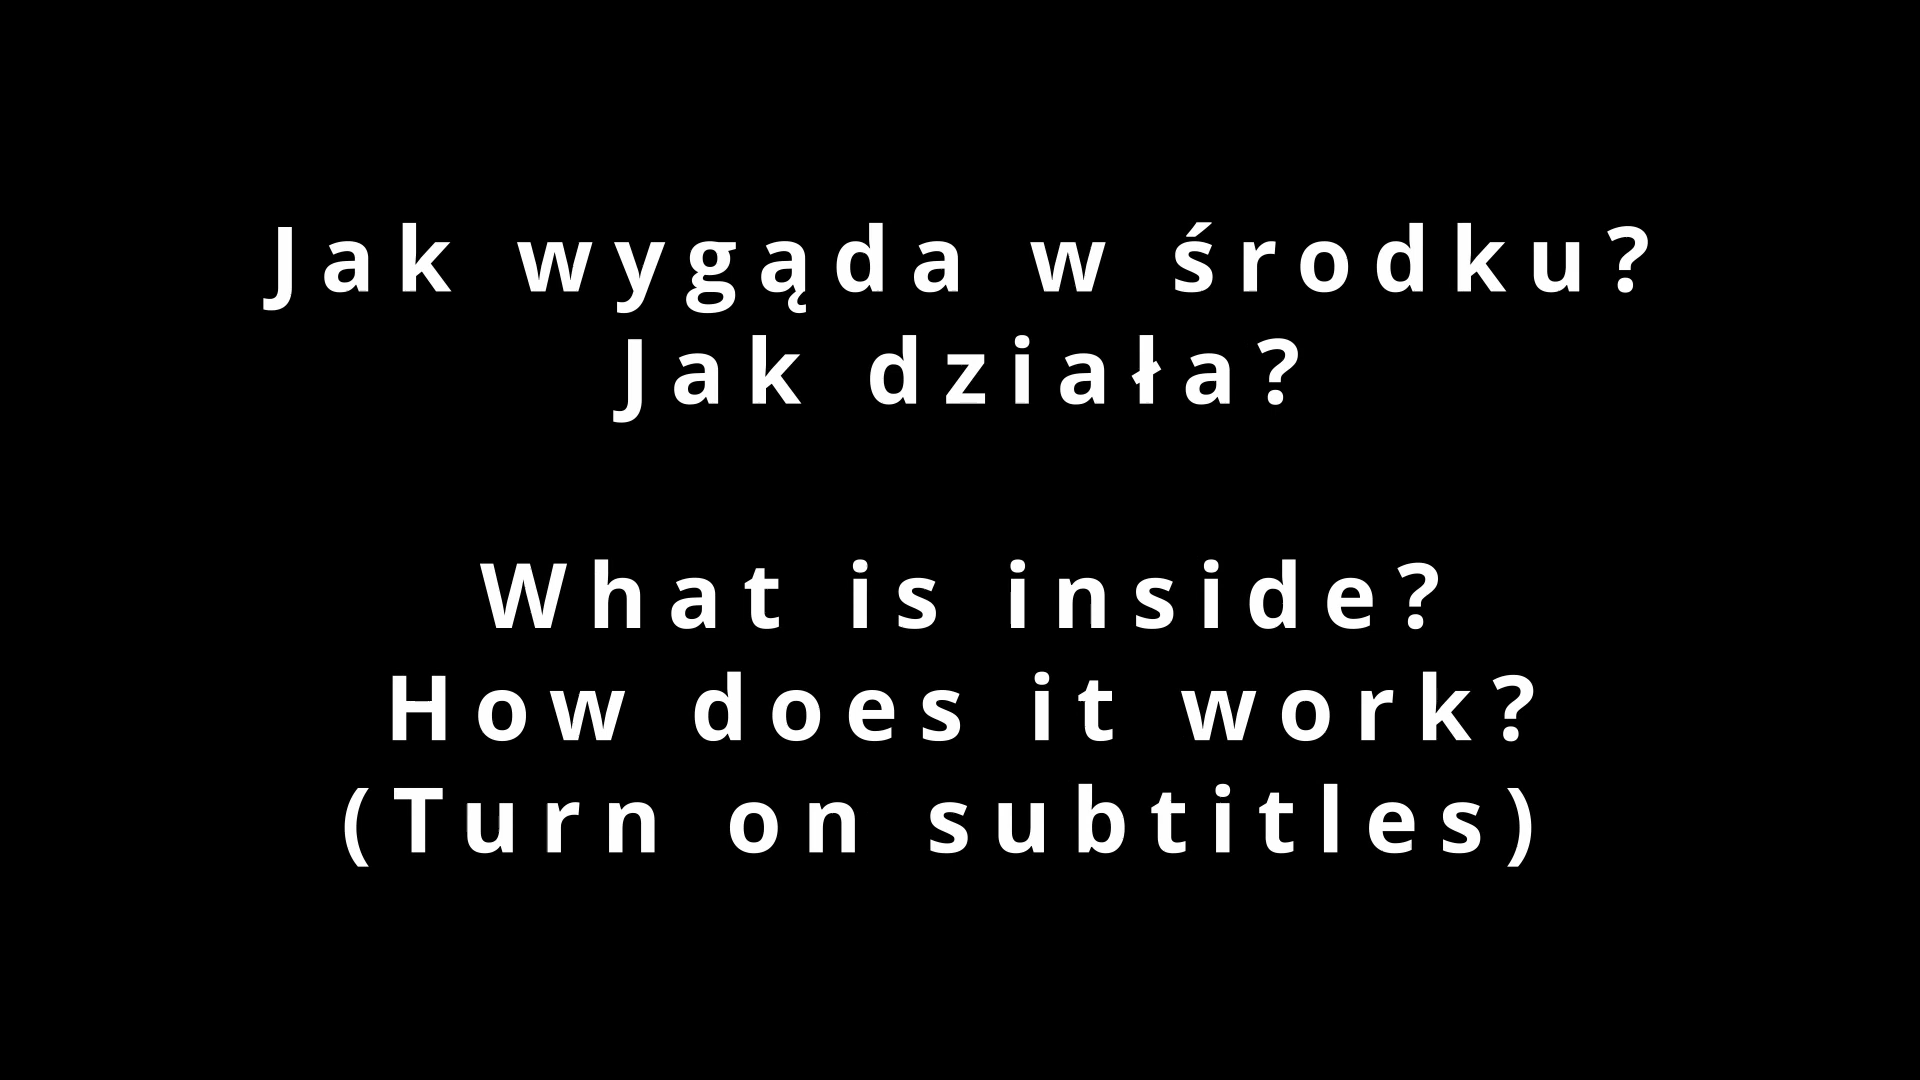 Jak wygąda w środku?
Jak działa?
What is inside?
How does it work?
(Turn on subtitles)